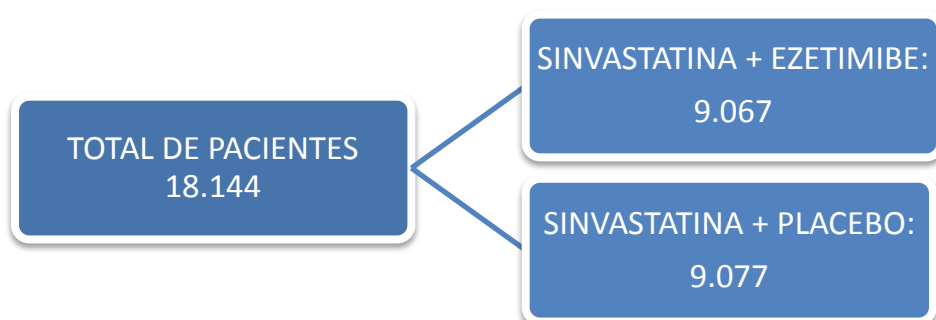 TOTAL DE PACIENTES
18.144
SINVASTATINA + EZETIMIBE:
9.067
SINVASTATINA + PLACEBO:
9.077